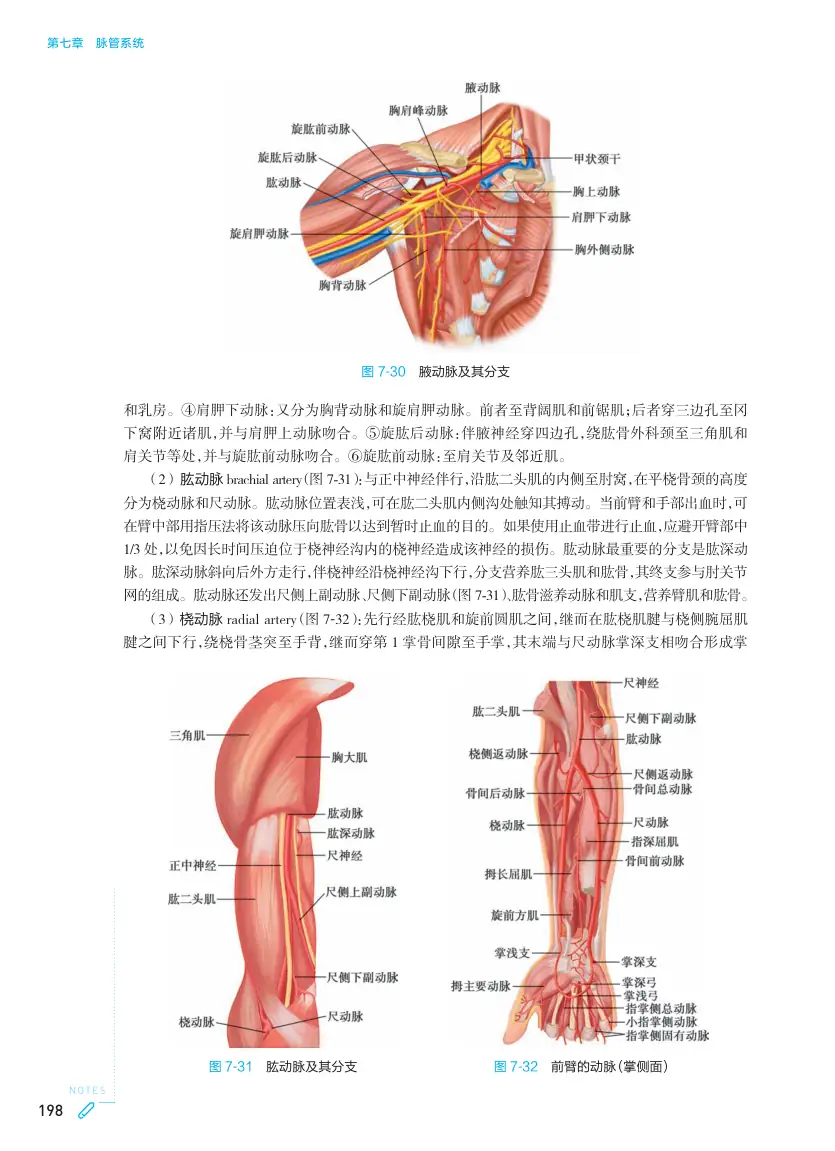 第七章 脉管系统
腋动脉
胸肩峰动脉
旋肱前动脉
旋肱后动脉
甲状颈干
肱动脉
胸上动脉
肩胛下动脉
旋肩胛动脉
胸外侧动脉
胸背动脉
图 7-30 腋动脉及其分支
和乳房。④肩胛下动脉:又分为胸背动脉和旋肩胛动脉。前者至背阔肌和前锯肌;后者穿三边孔至冈
下窝附近诸肌,并与肩胛上动脉吻合。⑤旋肱后动脉:伴腋神经穿四边孔,绕肱骨外科颈至三角肌和
肩关节等处,并与旋肱前动脉吻合。⑥旋肱前动脉:至肩关节及邻近肌。
(2)肱动脉 brachial artery(图 7-31):与正中神经伴行,沿肱二头肌的内侧至肘窝,在平桡骨颈的高度
分为桡动脉和尺动脉。肱动脉位置表浅,可在肱二头肌内侧沟处触知其搏动。当前臂和手部出血时,可
在臂中部用指压法将该动脉压向肱骨以达到暂时止血的目的。如果使用止血带进行止血,应避开臂部中
1/3 处,以免因长时间压迫位于桡神经沟内的桡神经造成该神经的损伤。肱动脉最重要的分支是肱深动
脉。肱深动脉斜向后外方走行,伴桡神经沿桡神经沟下行,分支营养肱三头肌和肱骨,其终支参与肘关节
网的组成。肱动脉还发出尺侧上副动脉、尺侧下副动脉(图 7-31)、肱骨滋养动脉和肌支,营养臂肌和肱骨。
(3)桡动脉 radial artery(图 7-32):先行经肱桡肌和旋前圆肌之间,继而在肱桡肌腱与桡侧腕屈肌
腱之间下行,绕桡骨茎突至手背,继而穿第 1 掌骨间隙至手掌,其末端与尺动脉掌深支相吻合形成掌
三角肌
胸大肌
肱动脉
肱深动脉
尺神经
正中神经
尺侧上副动脉
肱二头肌
尺侧下副动脉
尺动脉
桡动脉
图 7-31 肱动脉及其分支
尺神经
肱二头肌
尺侧下副动脉
肱动脉
桡侧返动脉
尺侧返动脉
骨间总动脉
骨间后动脉
桡动脉
尺动脉
指深屈肌
骨间前动脉
拇长屈肌
旋前方肌
掌浅支
掌深支
拇主要动脉
掌深弓
掌浅弓
指掌侧总动脉
小指掌侧动脉
指掌侧固有动脉
图 7-32 前臂的动脉(掌侧面)
NOTES
198